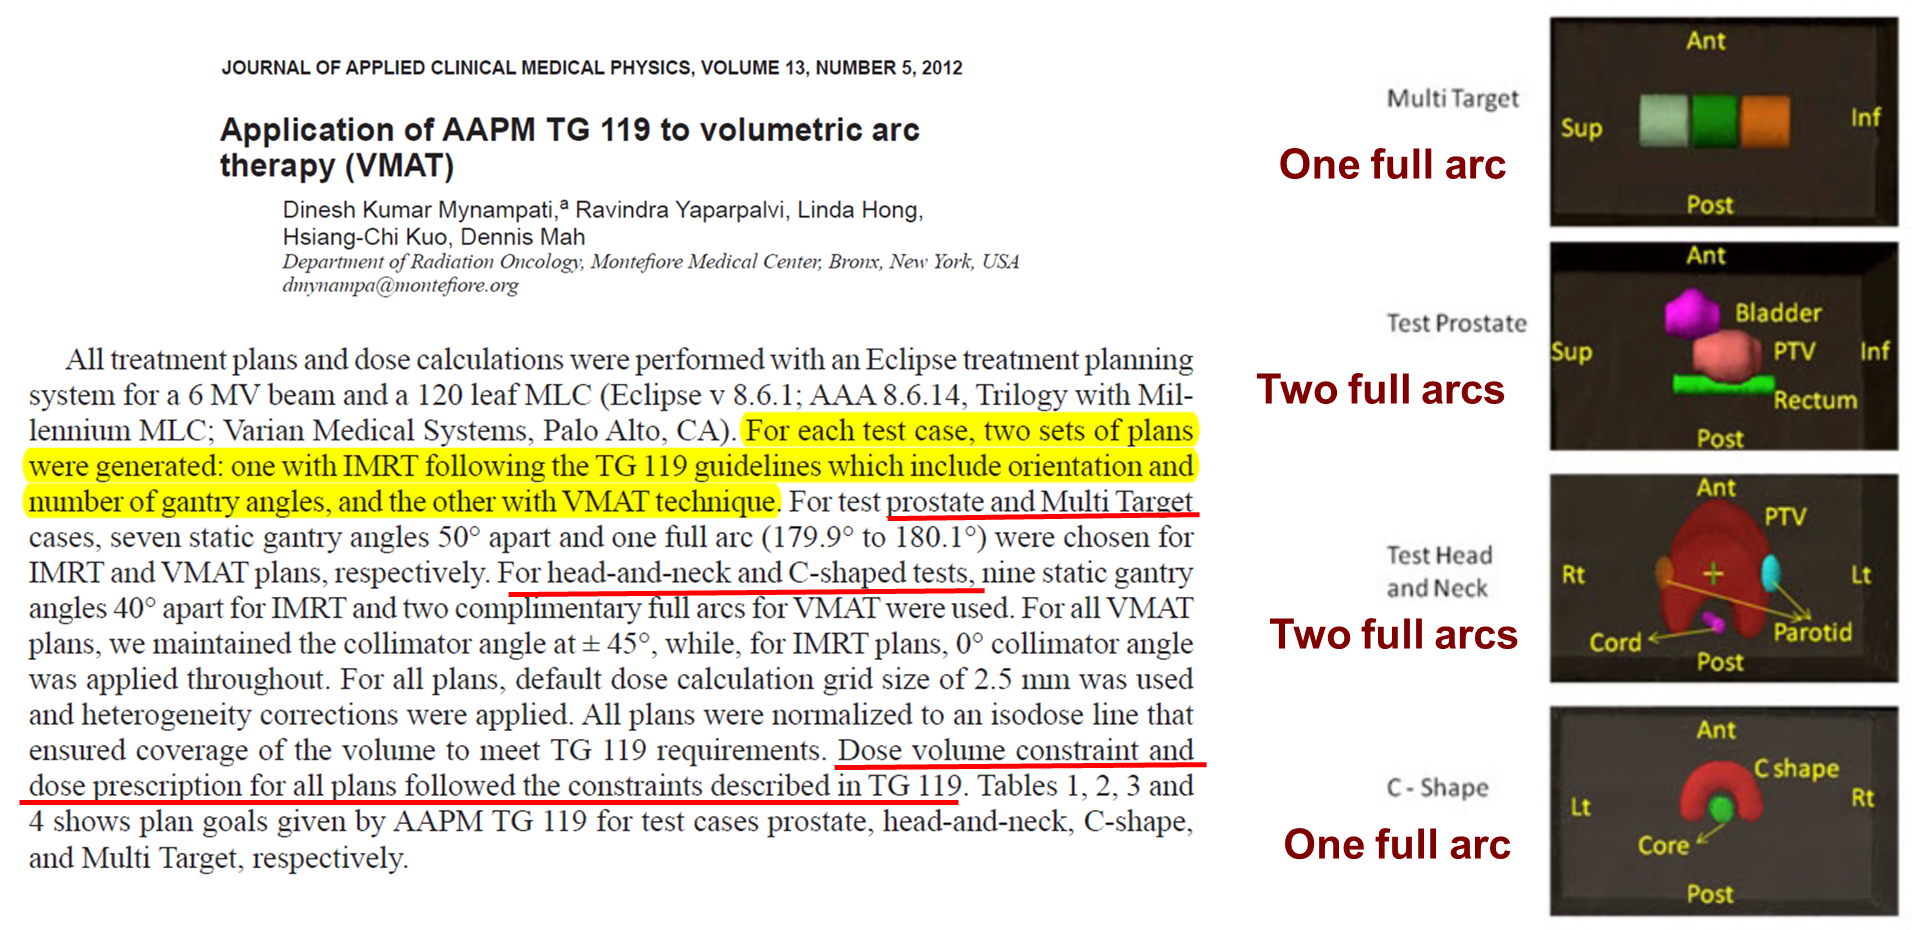 JOURNAL OF APPLIED CLINICAL MEDICAL PHYSICS, VOLUME 13, NUMBER 5, 2012
Application of AAPM TG 119 to volumetric arc
therapy (VMAT)
Dinesh Kumar Mynampati,ª Ravindra Yaparpalvi, Linda Hong,
Hsiang-Chi Kuo, Dennis Mah
Department of Radiation Oncology, Montefiore Medical Center, Bronx, New York, USA
dmynampa@montefiore.org
All treatment plans and dose calculations were performed with an Eclipse treatment planning
system for a 6 MV beam and a 120 leaf MLC (Eclipse v 8.6.1; AAA 8.6.14, Trilogy with Mil-
lennium MLC; Varian Medical Systems, Palo Alto, CA). For each test case, two sets of plans
were generated: one with IMRT following the TG 119 guidelines which include orientation and
number of gantry angles, and the other with VMAT technique. For test prostate and Multi Target
cases, seven static gantry angles 50° apart and one full arc (179.9° to 180.1°) were chosen for
IMRT and VMAT plans, respectively. For head-and-neck and C-shaped tests, nine static gantry
angles 40° apart for IMRT and two complimentary full arcs for VMAT were used. For all VMAT
plans, we maintained the collimator angle at ± 45°, while, for IMRT plans, 0° collimator angle
was applied throughout. For all plans, default dose calculation grid size of 2.5 mm was used
and heterogeneity corrections were applied. All plans were normalized to an isodose line that
ensured coverage of the volume to meet TG 119 requirements. Dose volume constraint and
dose prescription for all plans followed the constraints described in TG 119. Tables 1, 2, 3 and
4 shows plan goals given by AAPM TG 119 for test cases prostate, head-and-neck, C-shape,
and Multi Target, respectively.
Multi Target
One full arc
Ant
Sup
Inf
Post
Test Prostate
Two full arcs
Ant
Bladder
Sup
PTV
Inf
Rectum
Post
Test Head
and Neck
Two full arcs
Ant
PTV
Rt
Lt
Cord
Parotid
Post
C - Shape
One full arc
Ant
C shape
Lt
Rt
Core
Post